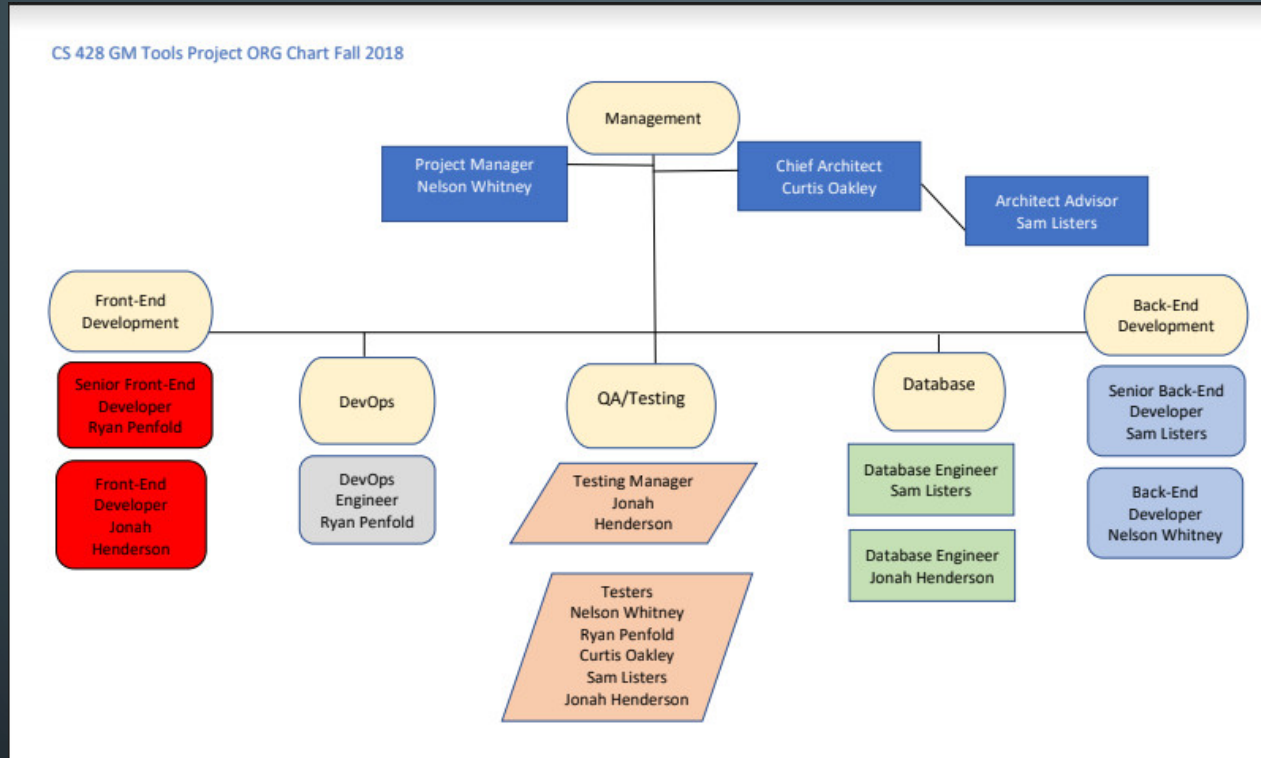 CS 428 GM Tools Project ORG Chart Fall 2018
Management
Project Manager
Nelson Whitney
Chief Architect
Curtis Oakley
Architect Advisor
Sam Listers
Front-End
Development
Senior Front-End
Developer
Ryan Penfold
Front-End
Developer
Jonah
Henderson
DevOps
DevOps
Engineer
Ryan Penfold
QA/Testing
Testing Manager
Jonah
Henderson
Testers
Nelson Whitney
Ryan Penfold
Curtis Oakley
Sam Listers
Jonah Henderson
Database
Database Engineer
Sam Listers
Database Engineer
Jonah Henderson
Back-End
Development
Senior Back-End
Developer
Sam Listers
Back-End
Developer
Nelson Whitney